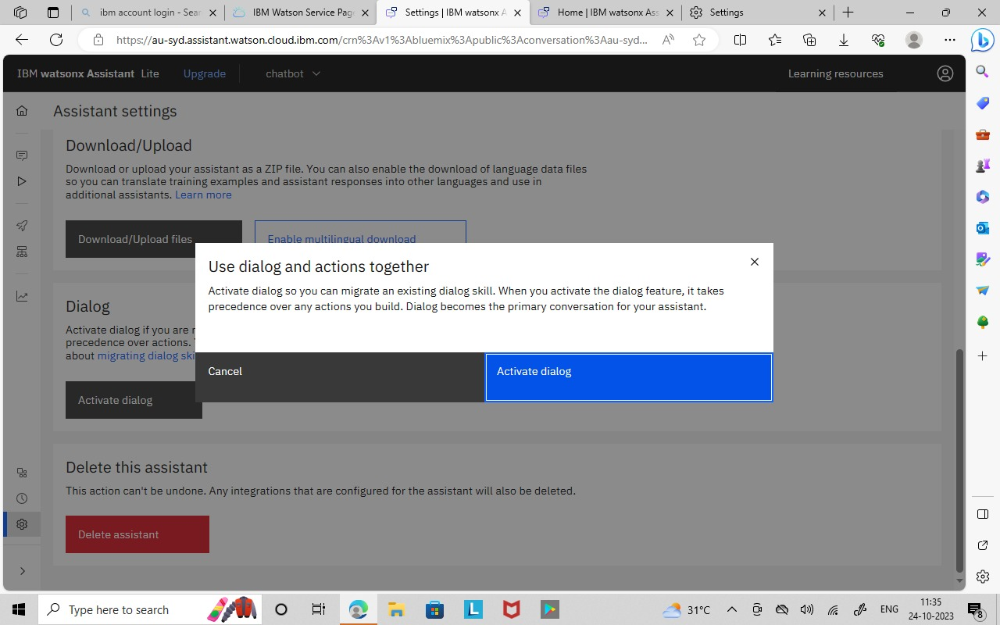 ibm account login - Sear
IBM Watson Service Page
Settings | IBM watsonx A
Home | IBM watsonx Ass
Settings
https://au-syd.assistant.watson.cloud.ibm.com/crn%3Av1%3Abluemix%3Apublic%3Aconversation%3Aau-syd...
IBM watsonx Assistant Lite
Upgrade
chatbot
Learning resources
Assistant settings
Download/Upload
Download or upload your assistant as a ZIP file. You can also enable the download of language data files
so you can translate training examples and assistant responses into other languages and use in
additional assistants. Learn more
Download/Upload files
Enable multilingual download
Use dialog and actions together
Activate dialog so you can migrate an existing dialog skill. When you activate the dialog feature, it takes
precedence over any actions you build. Dialog becomes the primary conversation for your assistant.
Cancel
Activate dialog
Dialog
Activate dialog if you are
precedence over actions.
about migrating dialog ski
Activate dialog
Delete this assistant
This action can't be undone. Any integrations that are configured for the assistant will also be deleted.
Delete assistant
Type here to search
31°C
ENG
11:35
24-10-2023
8